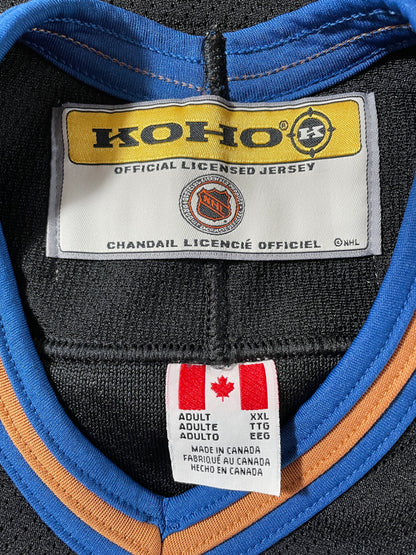 KOHO ® K
OFFICIAL LICENSED JERSEY
NHL
CHANDAIL LICENCIÉ OFFICIEL © NHL
ADULT XXL
ADULTE TTG
ADULTO EEG
MADE IN CANADA
FABRIQUÉ AU CANADA
HECHO EN CANADA